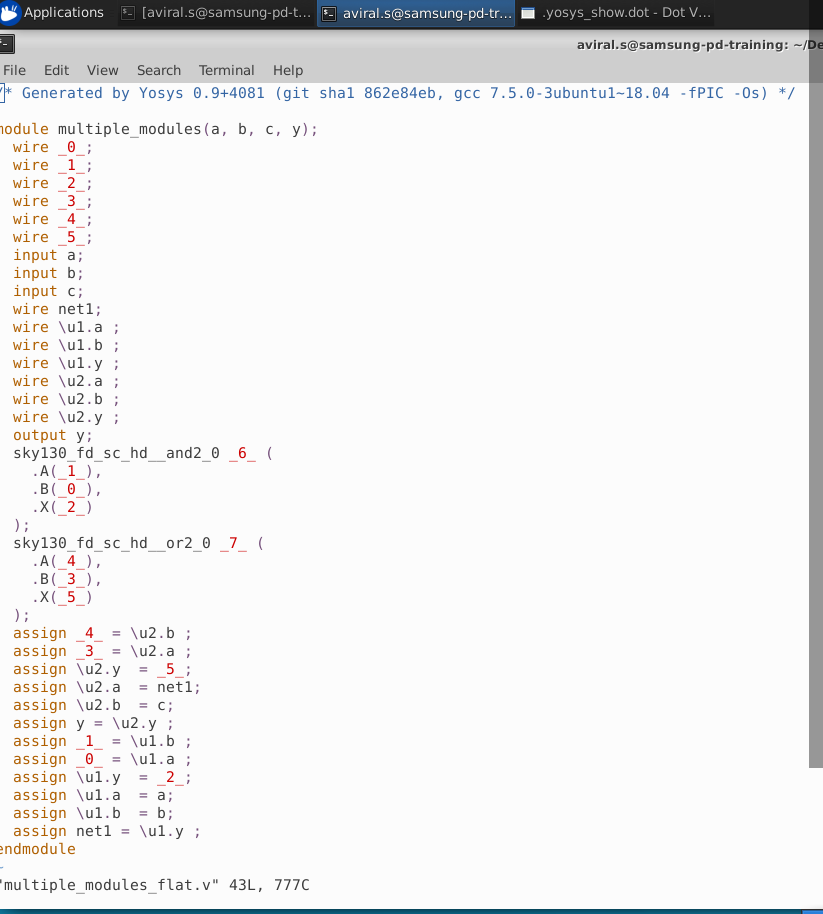 Applications [aviral.s@samsung-pd-t... aviral.s@samsung-pd-tr... .yosys_show.dot - Dot V...
aviral.s@samsung-pd-training: ~/De
File Edit View Search Terminal Help
/* Generated by Yosys 0.9+4081 (git sha1 862e84eb, gcc 7.5.0-3ubuntu1~18.04 -fPIC -Os) */
module multiple_modules(a, b, c, y);
wire _0_;
wire _1_;
wire _2_;
wire _3_;
wire _4_;
wire _5_;
input a;
input b;
input c;
wire net1;
wire \u1.a ;
wire \u1.b ;
wire \u1.y ;
wire \u2.a ;
wire \u2.b ;
wire \u2.y ;
output y;
sky130_fd_sc_hd__and2_0 _6_ (
.A(_1_),
.B(_0_),
.X(_2_)
);
sky130_fd_sc_hd__or2_0 _7_ (
.A(_4_),
.B(_3_),
.X(_5_)
);
assign _4_ = \u2.b ;
assign _3_ = \u2.a ;
assign \u2.y  = _5_;
assign \u2.a  = net1;
assign \u2.b  = c;
assign y = \u2.y ;
assign _1_ = \u1.b ;
assign _0_ = \u1.a ;
assign \u1.y  = _2_;
assign \u1.a  = a;
assign \u1.b  = b;
assign net1 = \u1.y ;
endmodule
~
"multiple_modules_flat.v" 43L, 777C